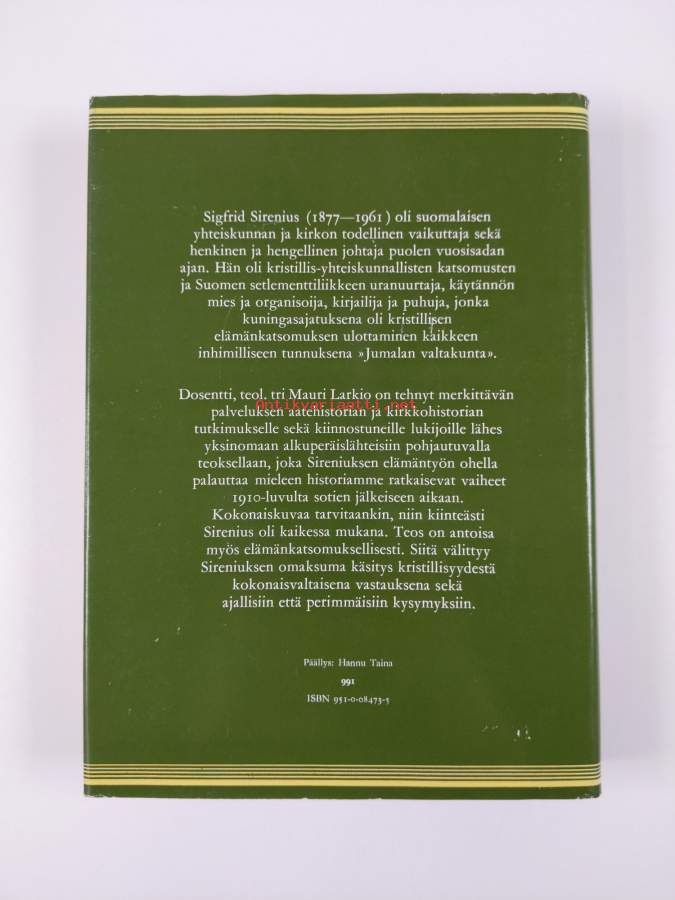 Sigfrid Sirenius (1877—1961) oli suomalaisen
yhteiskunnan ja kirkon todellinen vaikuttaja sekä
henkinen ja hengellinen johtaja puolen vuosisadan
ajan. Hän oli kristillis-yhteiskunnallisten katsomusten
ja Suomen setlementtiliikkeen uranuurtaja, käytännön
mies ja organisoija, kirjailija ja puhuja, jonka
kuningasajatuksena oli kristillisen
elämänkatsomuksen ulottaminen kaikkeen
inhimilliseen tunnuksena »Jumalan valtakunta».
Dosentti, teol. tri Mauri Larkio on tehnyt merkittävän
Antikvariaatti.net
palveluksen aatehistorian ja kirkkohistorian
tutkimukselle sekä kiinnostuneille lukijoille lähes
yksinomaan alkuperäislähteisiin pohjautuvalla
teoksellaan, joka Sireniuksen elämäntyön ohella
palauttaa mieleen historiamme ratkaisevat vaiheet
1910-luvulta sotien jälkeiseen aikaan.
Kokonaiskuvaa tarvitaankin, niin kiinteästi
Sirenius oli kaikessa mukana. Teos on antoisa
myös elämänkatsomuksellisesti. Siitä välittyy
Sireniuksen omaksuma käsitys kristillisyydestä
kokonaisvaltaisena vastauksena sekä
ajallisiin että perimmäisiin kysymyksiin.
Päällys: Hannu Taina
991
ISBN 951-0-08473-5